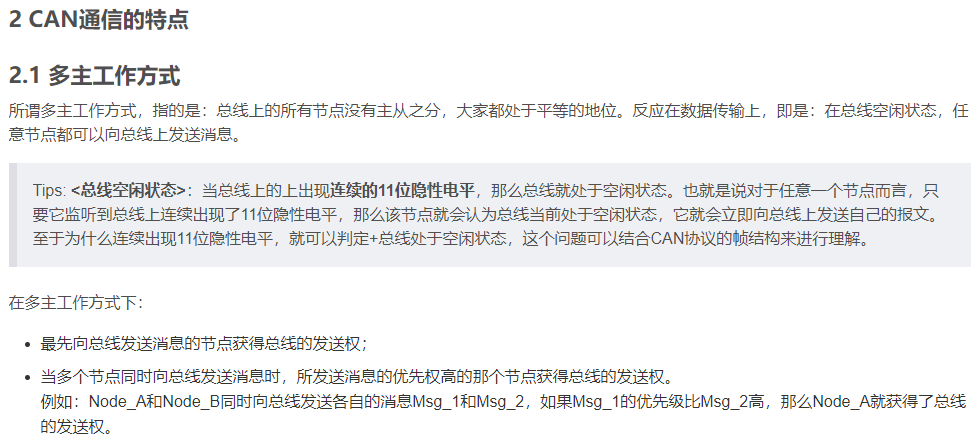 2 CAN通信的特点
2.1 多主工作方式
所谓多主工作方式，指的是：总线上的所有节点没有主从之分，大家都处于平等的地位。反应在数据传输上，即是：在总线空闲状态，任
意节点都可以向总线上发送消息。
Tips: <总线空闲状态>：当总线上的上出现连续的11位隐性电平，那么总线就处于空闲状态。也就是说对于任意一个节点而言，只
要它监听到总线上连续出现了11位隐性电平，那么该节点就会认为总线当前处于空闲状态，它就会立即向总线上发送自己的报文。
至于为什么连续出现11位隐性电平，就可以判定+总线处于空闲状态，这个问题可以结合CAN协议的帧结构来进行理解。
在多主工作方式下：
• 最先向总线发送消息的节点获得总线的发送权；
• 当多个节点同时向总线发送消息时，所发送消息的优先权高的那个节点获得总线的发送权。
例如：Node_A和Node_B同时向总线发送各自的消息Msg_1和Msg_2，如果Msg_1的优先级比Msg_2高，那么Node_A就获得了总线
的发送权。